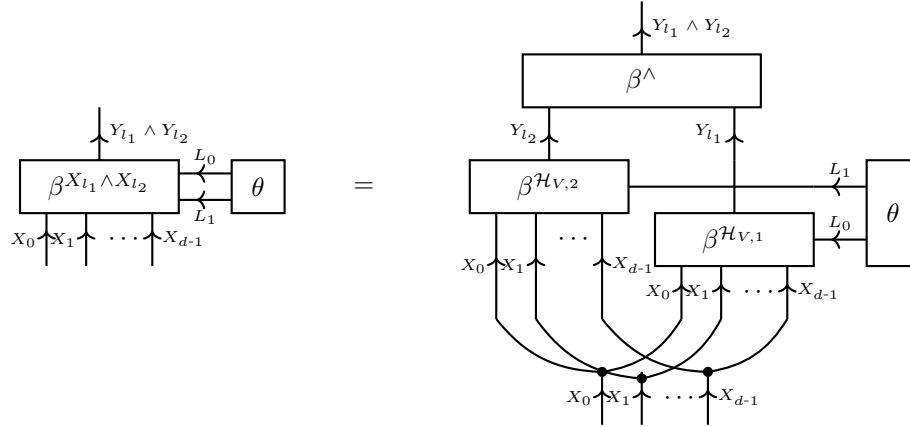 Y_{l_1} ∧ Y_{l_2}
β^∧
Y_{l_1} ∧ Y_{l_2} Y_{l_2} Y_{l_1}
L_0 L_1
β^{X_{l_1} ∧ X_{l_2}} θ = β^{\mathcal{H}_{V,2}} θ
L_1 L_0
X_0 X_1 ··· X_{d-1} ··· β^{\mathcal{H}_{V,1}}
X_0 X_1 X_{d-1} X_0 X_1 ··· X_{d-1}
X_0 X_1 ··· X_{d-1}